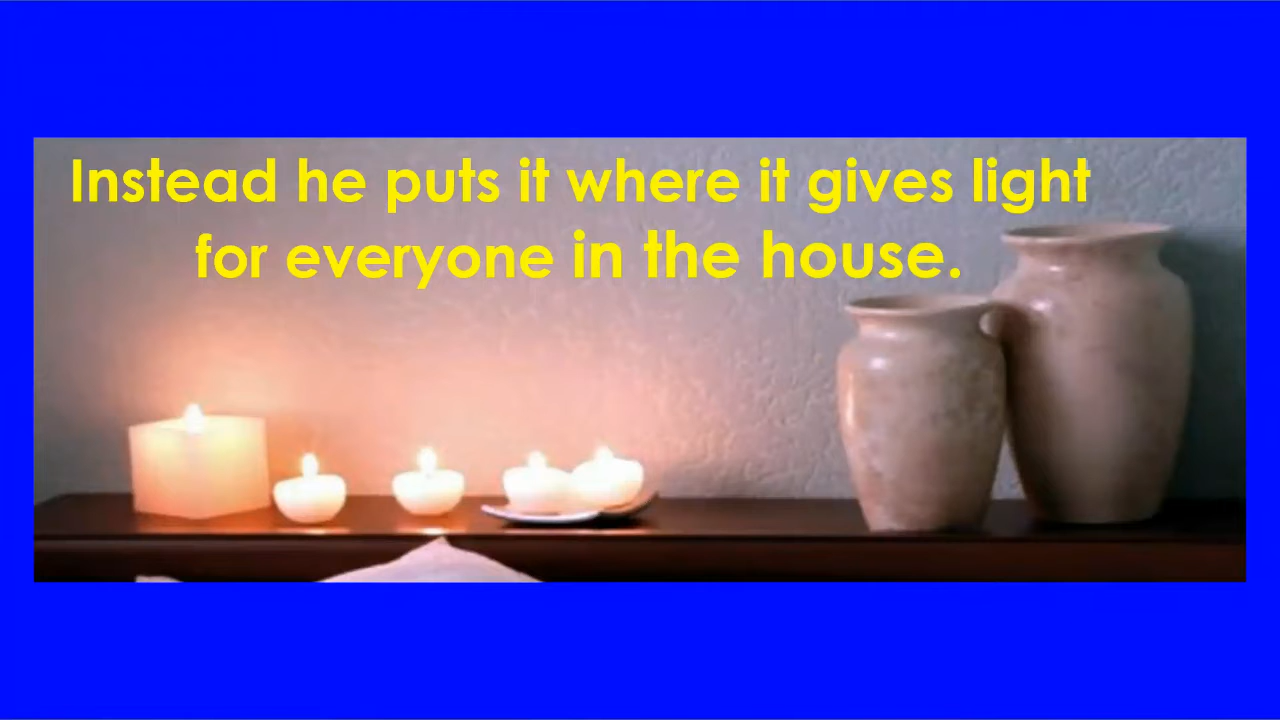 Instead he puts it where it gives light
for everyone in the house.